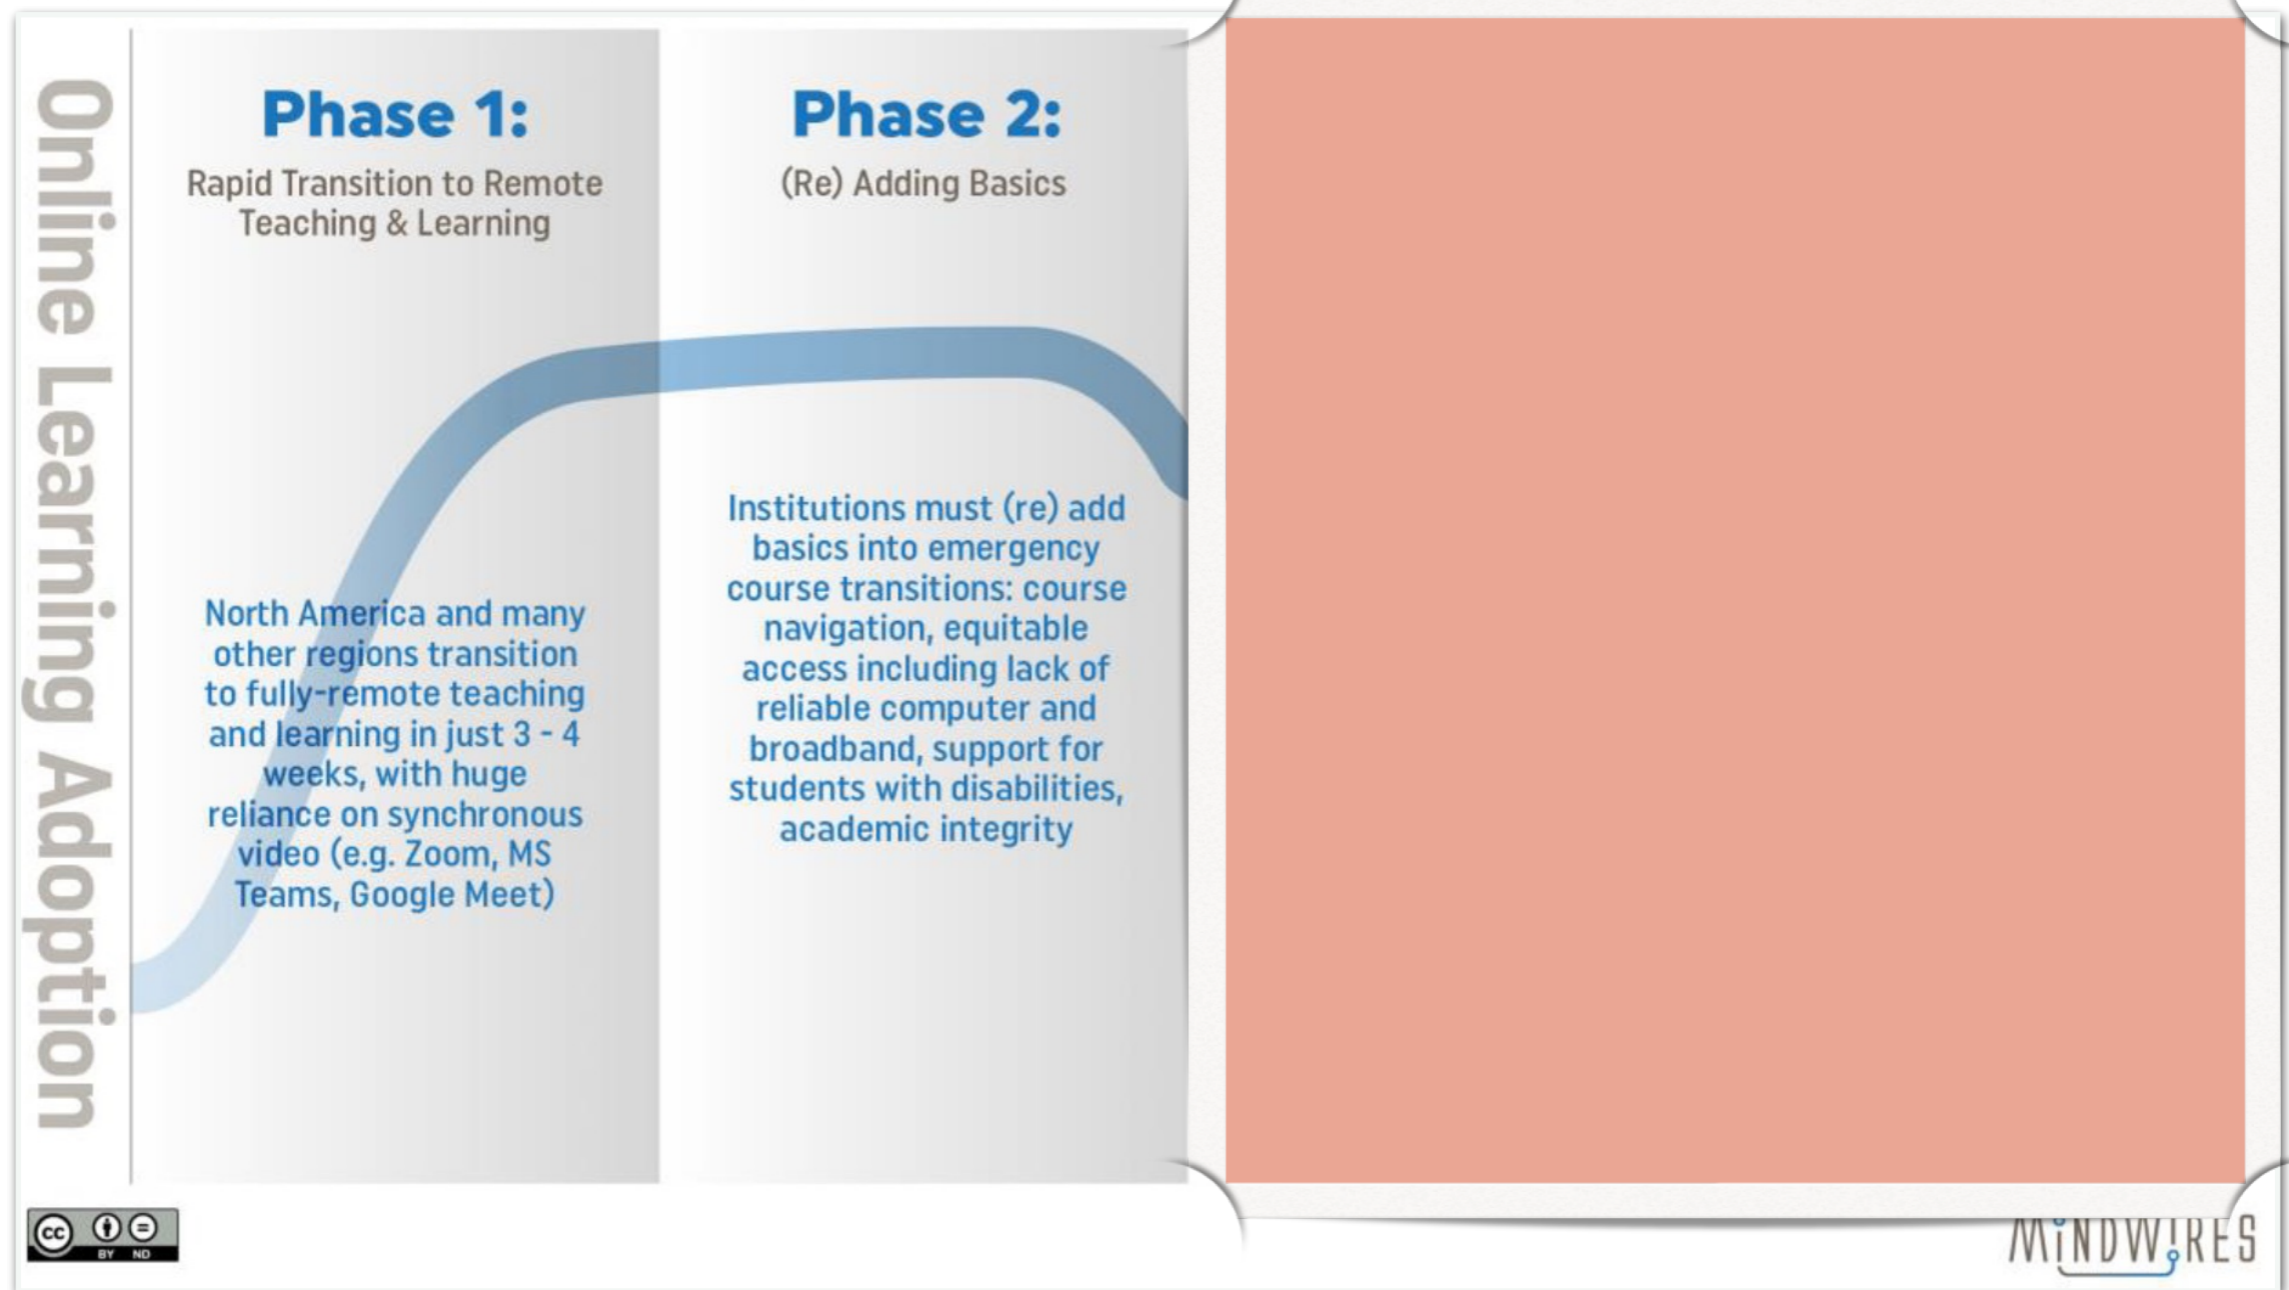 Online Learning Adoption
Phase 1:
Rapid Transition to Remote
Teaching & Learning
North America and many
other regions transition
to fully-remote teaching
and learning in just 3 - 4
weeks, with huge
reliance on synchronous
video (e.g. Zoom, MS
Teams, Google Meet)
Phase 2:
(Re) Adding Basics
Institutions must (re) add
basics into emergency
course transitions: course
navigation, equitable
access including lack of
reliable computer and
broadband, support for
students with disabilities,
academic integrity
cc
BY ND
MiNDWiRES